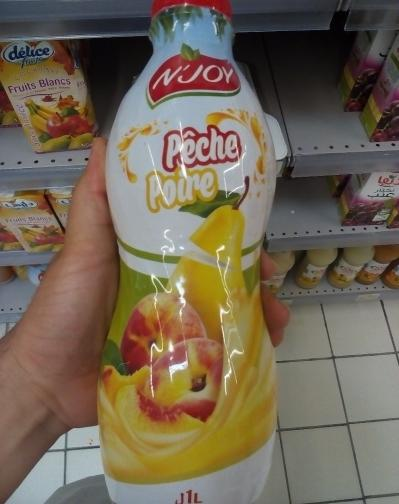 N'JOY
Pêche
Poire
1L
délice
Fruits Blancs
Fruits Blancs